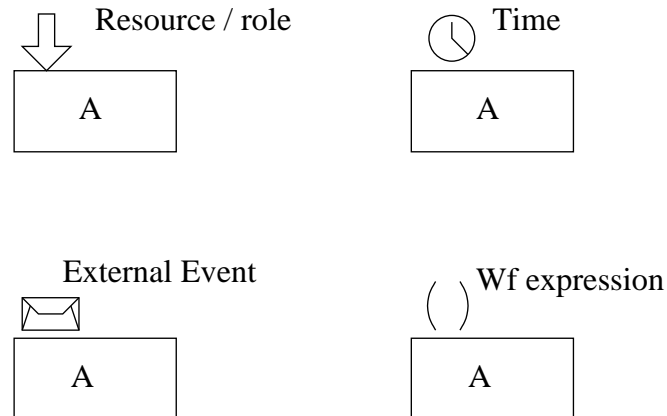 Resource / role
Time
A
A
External Event
Wf expression
A
A